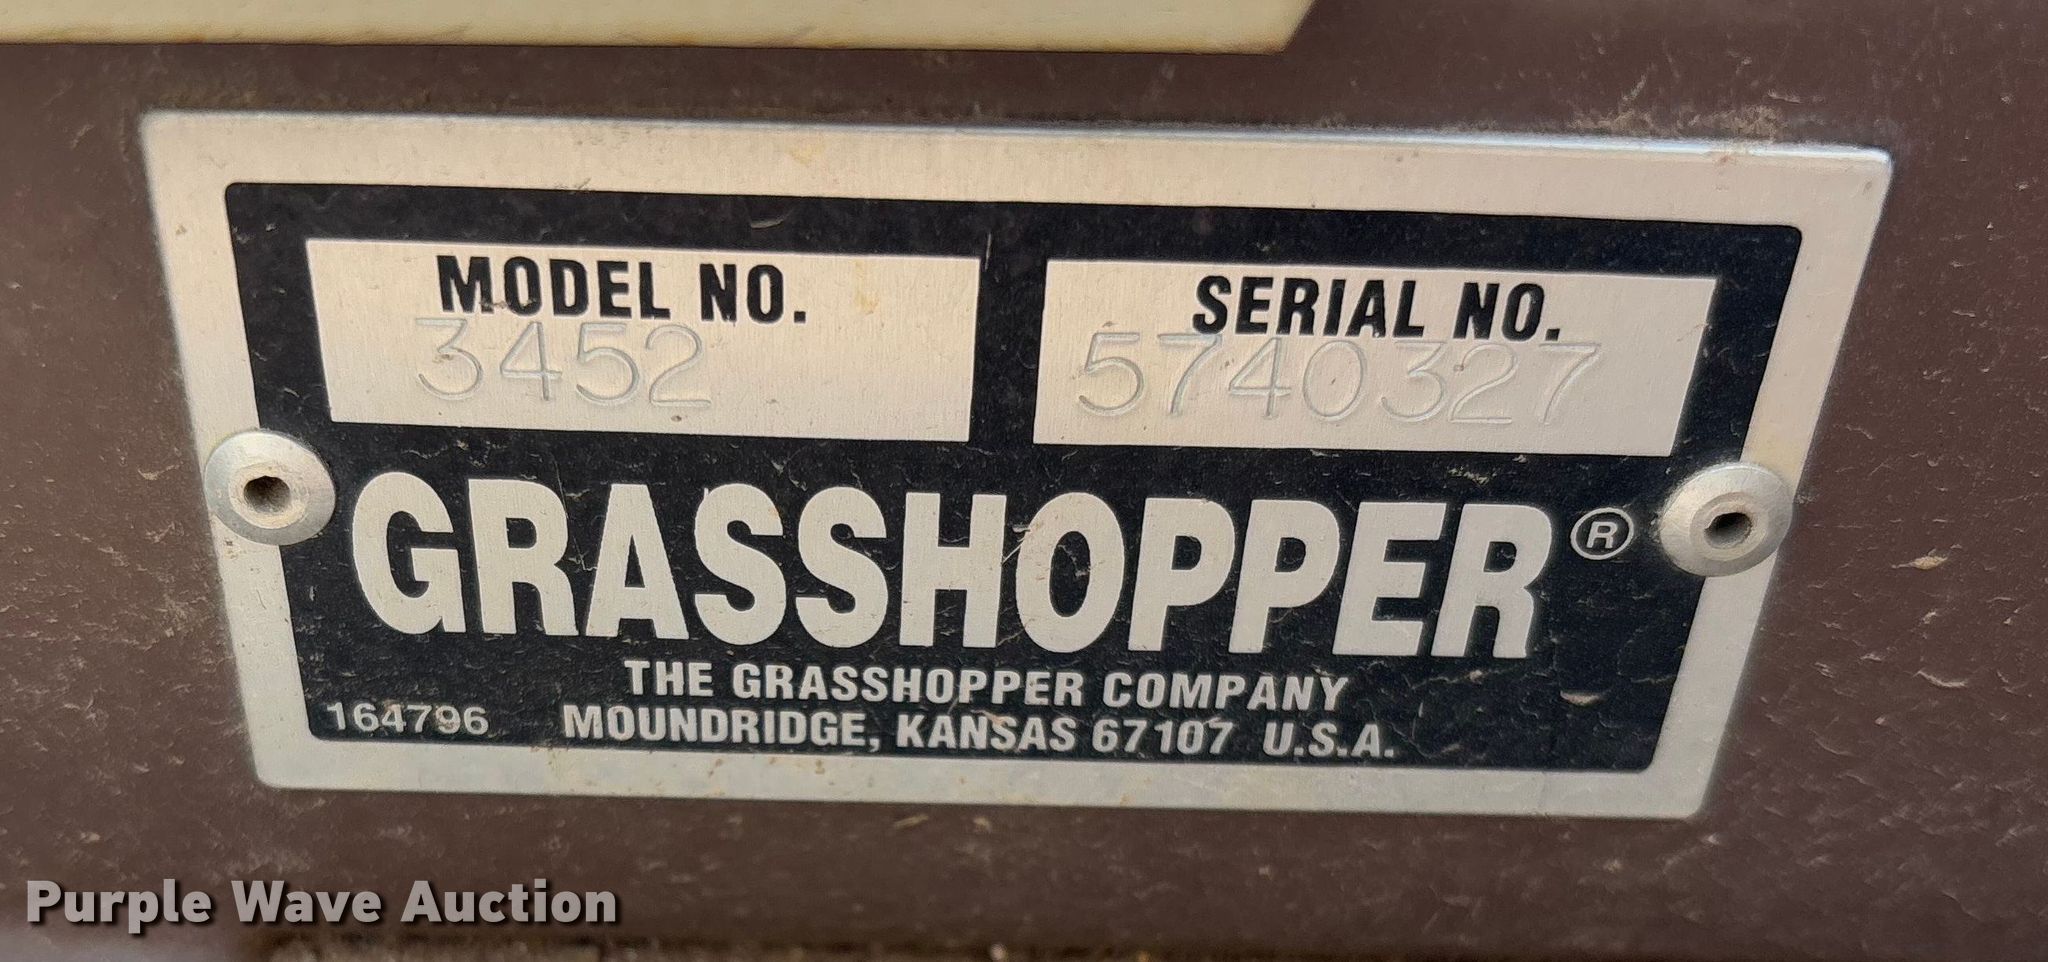 MODEL NO.
3452
SERIAL NO.
5740327
GRASSHOPPER®
THE GRASSHOPPER COMPANY
164796
MOUNDRIDGE, KANSAS 67107 U.S.A.
Purple Wave Auction